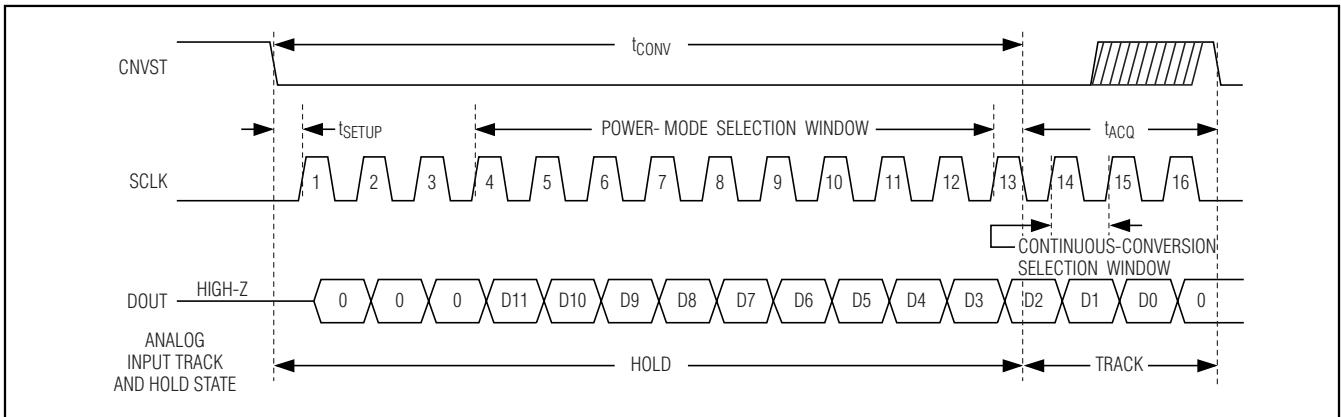 tCONV
CNVST
tSETUP
POWER- MODE SELECTION WINDOW
tACQ
SCLK
1 2 3 4 5 6 7 8 9 10 11 12 13 14 15 16
CONTINUOUS-CONVERSION
SELECTION WINDOW
DOUT
HIGH-Z
0 0 0 D11 D10 D9 D8 D7 D6 D5 D4 D3 D2 D1 D0 0
ANALOG
INPUT TRACK
AND HOLD STATE
HOLD
TRACK